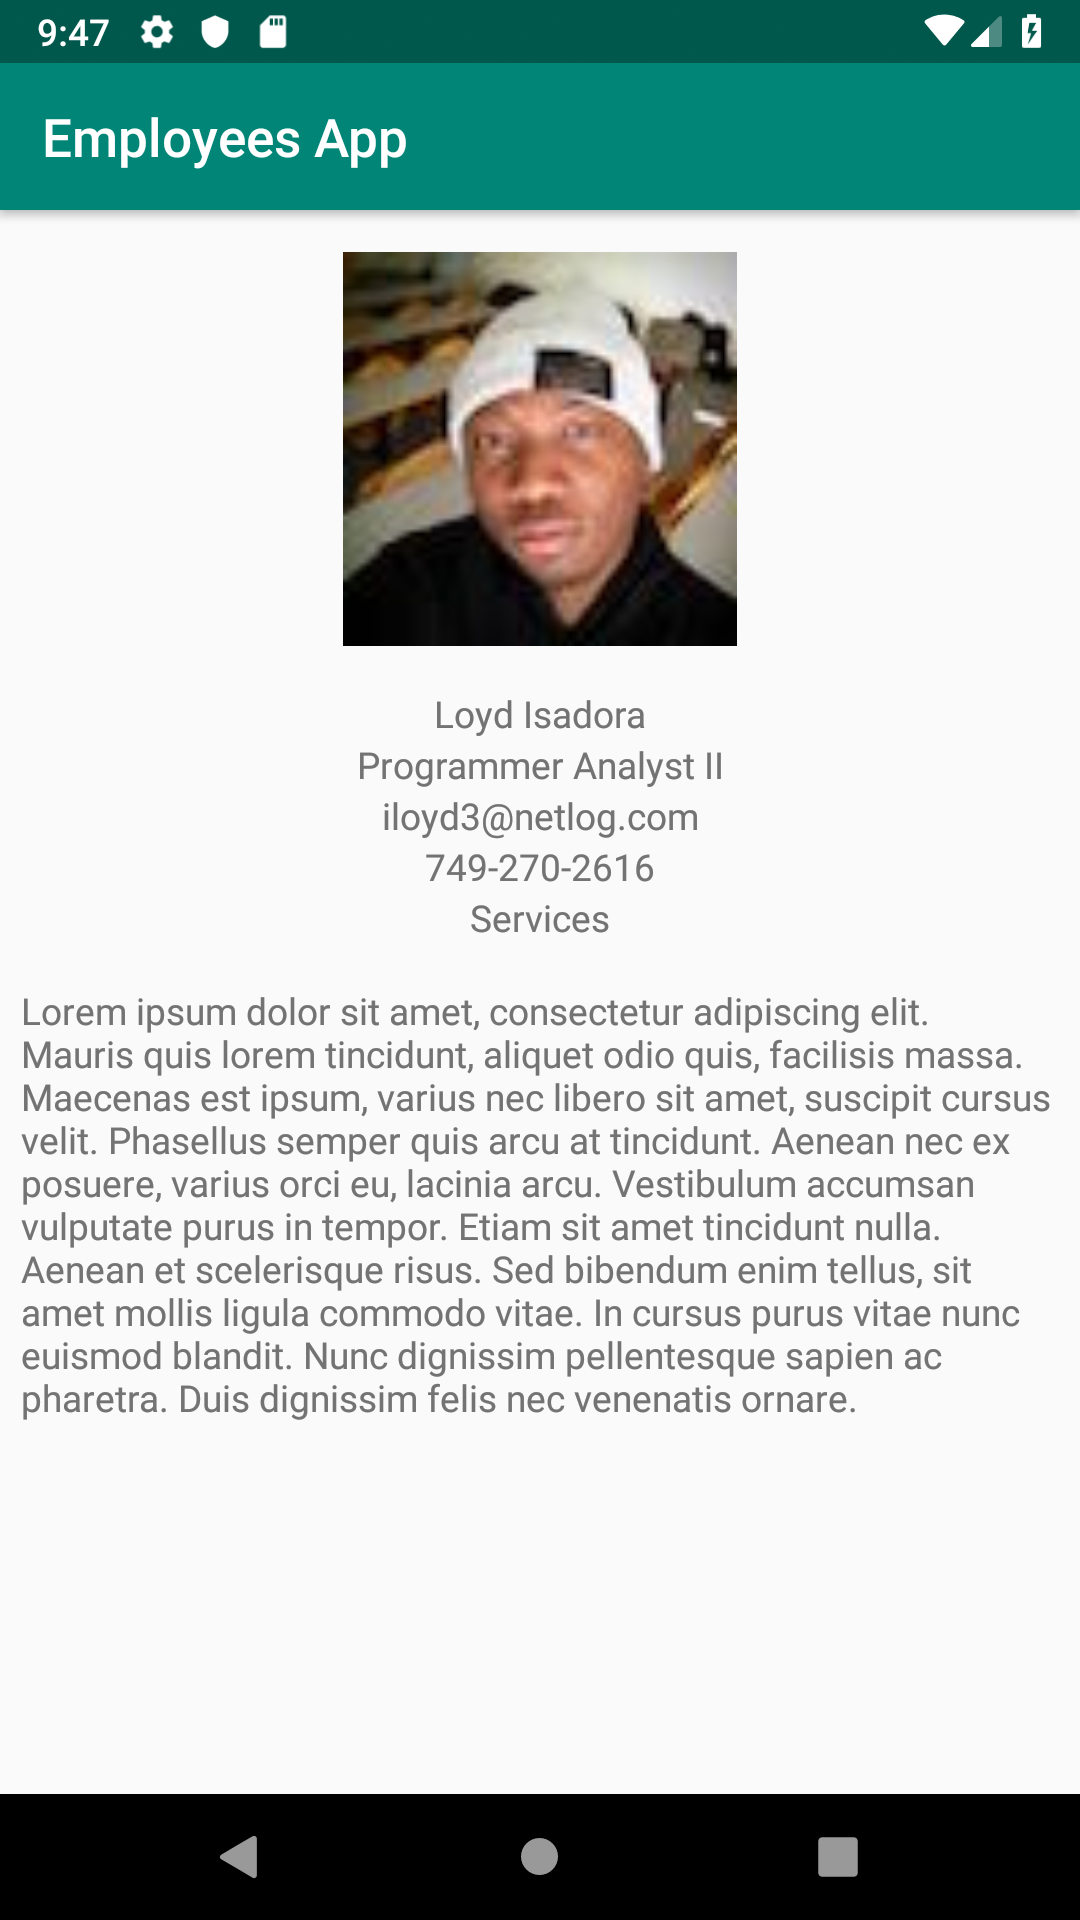 9:47
Employees App
Loyd Isadora
Programmer Analyst II
iloyd3@netlog.com
749-270-2616
Services
Lorem ipsum dolor sit amet, consectetur adipiscing elit.
Mauris quis lorem tincidunt, aliquet odio quis, facilisis massa.
Maecenas est ipsum, varius nec libero sit amet, suscipit cursus
velit. Phasellus semper quis arcu at tincidunt. Aenean nec ex
posuere, varius orci eu, lacinia arcu. Vestibulum accumsan
vulputate purus in tempor. Etiam sit amet tincidunt nulla.
Aenean et scelerisque risus. Sed bibendum enim tellus, sit
amet mollis ligula commodo vitae. In cursus purus vitae nunc
euismod blandit. Nunc dignissim pellentesque sapien ac
pharetra. Duis dignissim felis nec venenatis ornare.